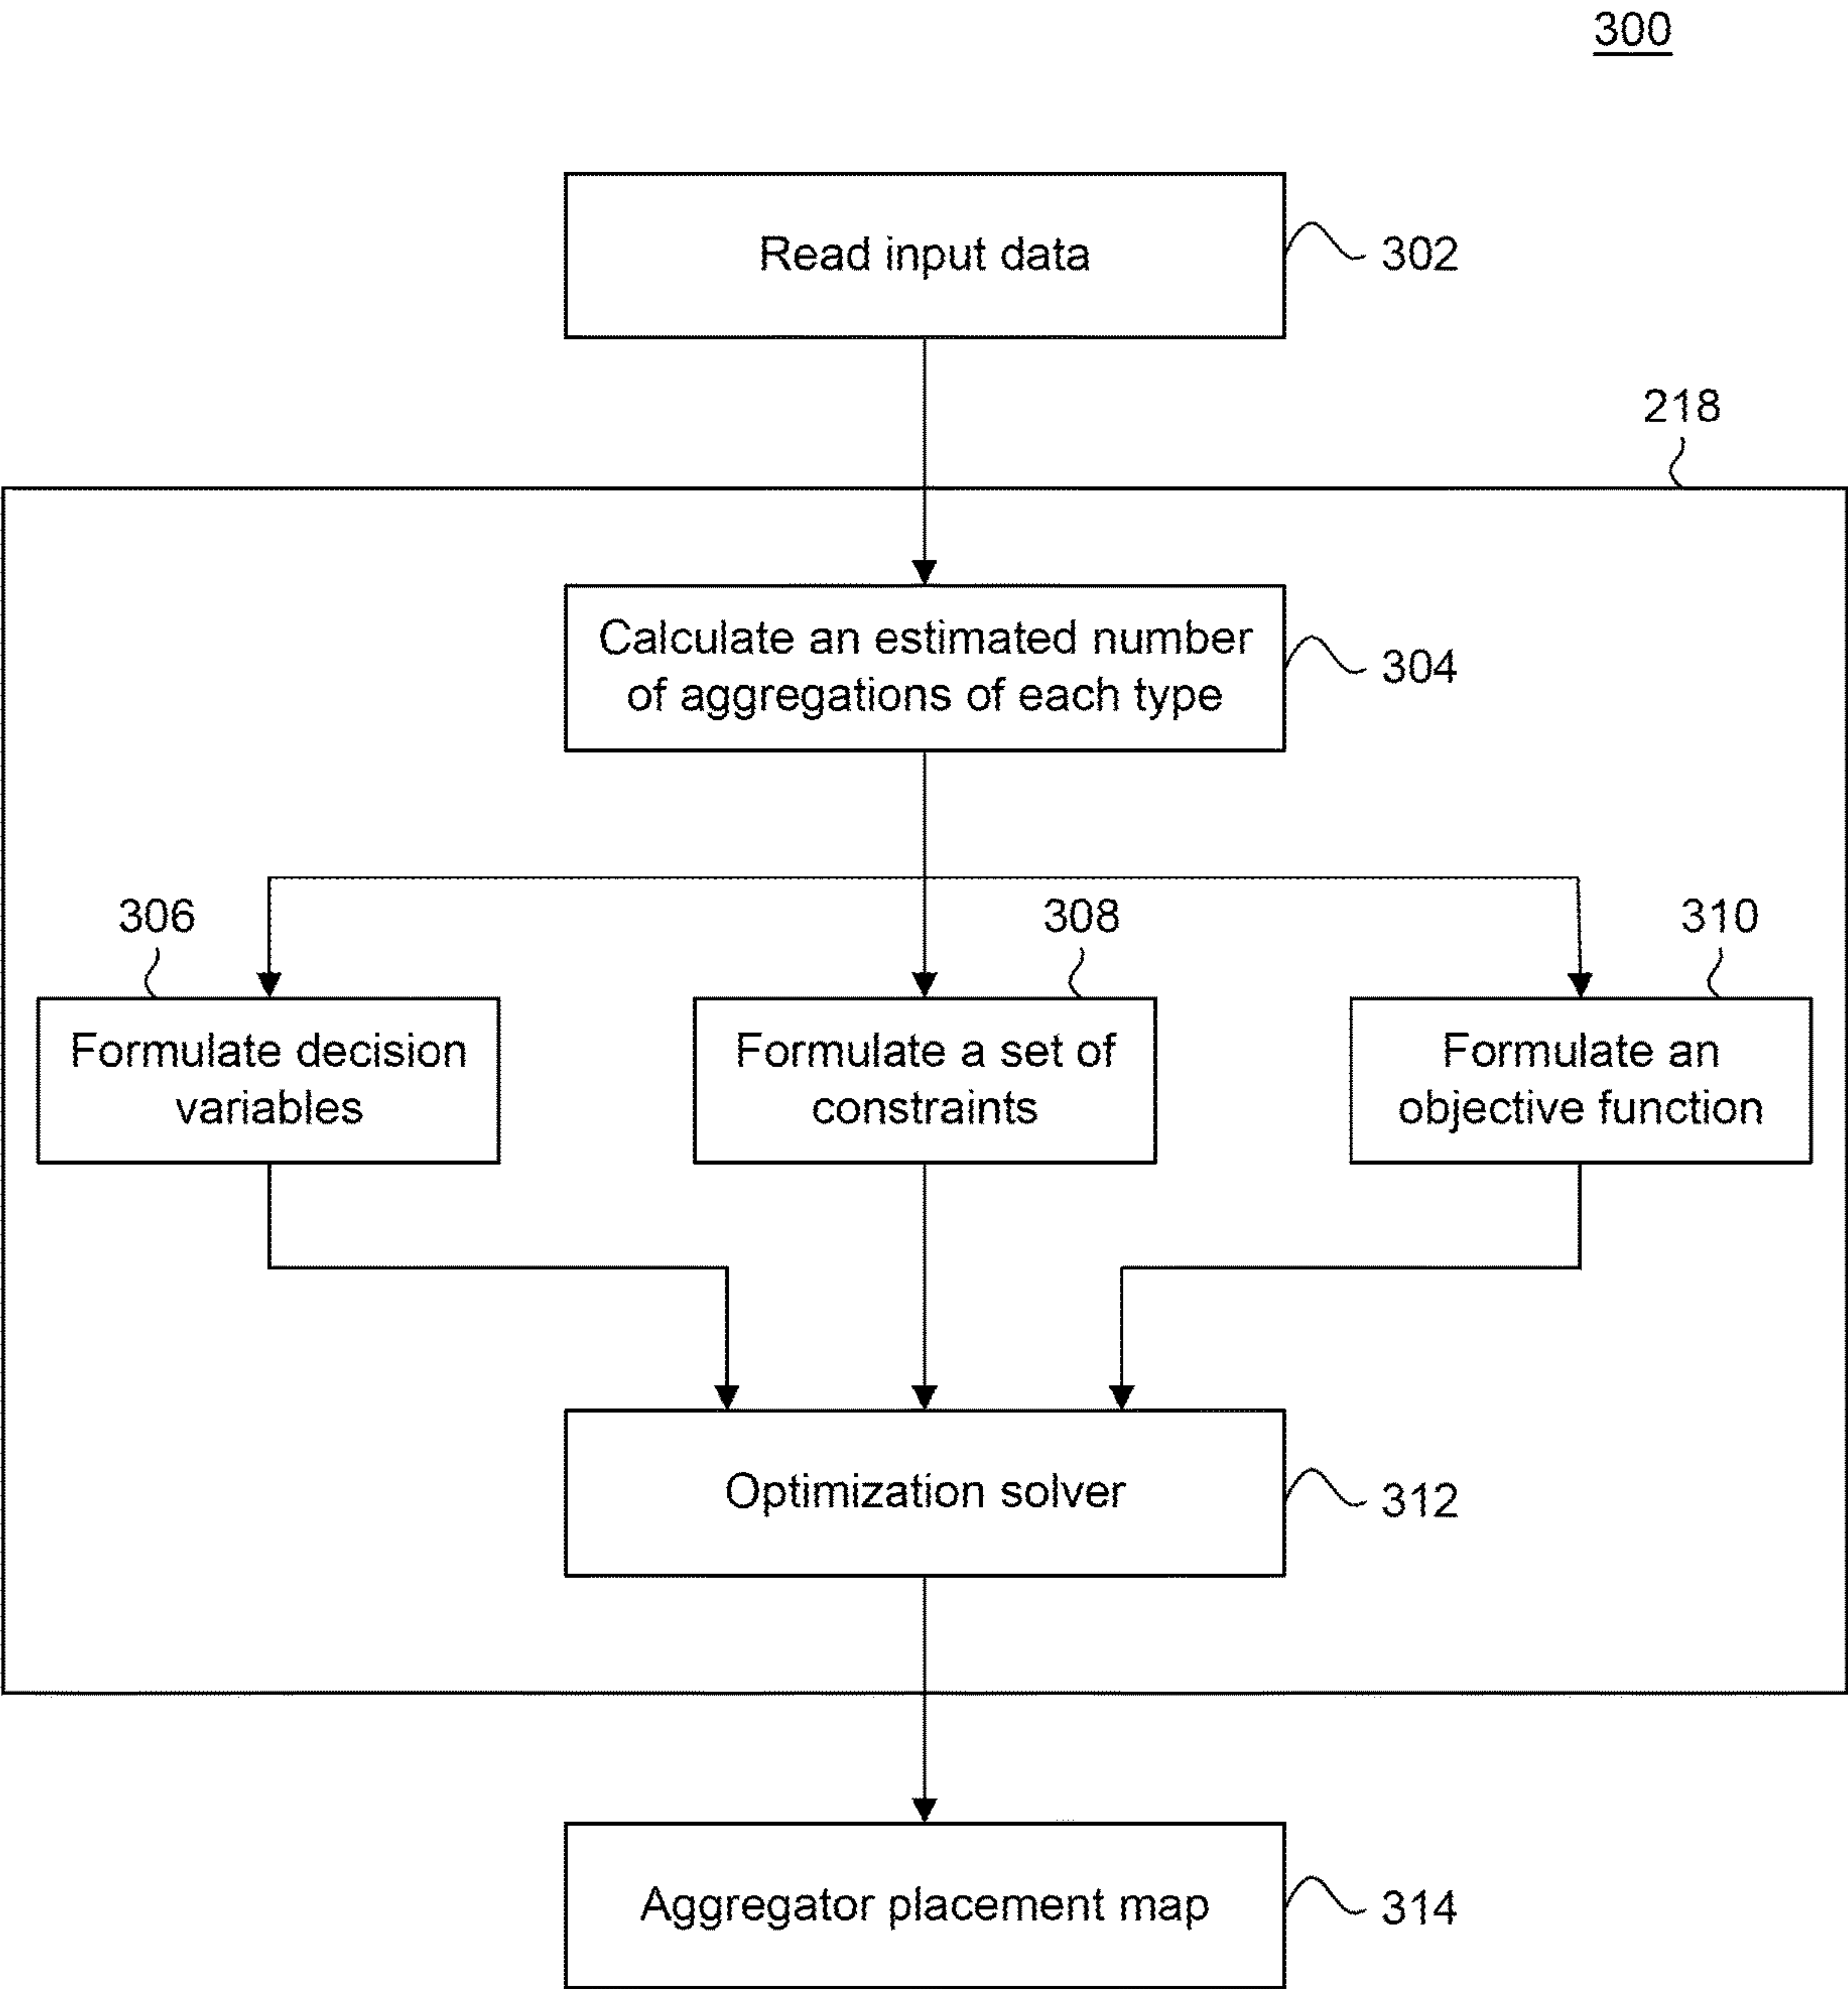 300
Read input data
302
218
Calculate an estimated number
of aggregations of each type
304
306
308
310
Formulate decision
variables
Formulate a set of
constraints
Formulate an
objective function
Optimization solver
312
Aggregator placement map
314